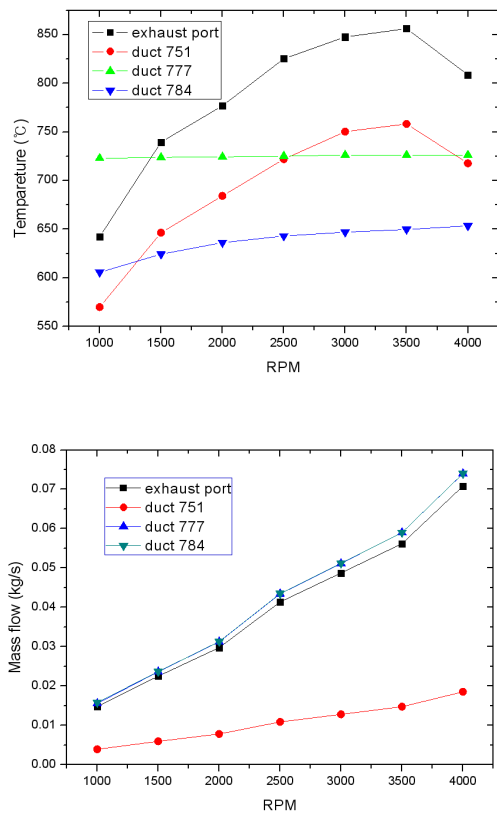 850
800
750
700
650
600
550
Tempareture (℃)
exhaust port
duct 751
duct 777
duct 784
1000 1500 2000 2500 3000 3500 4000
RPM
0.08
0.07
0.06
0.05
0.04
0.03
0.02
0.01
0.00
Mass flow (kg/s)
exhaust port
duct 751
duct 777
duct 784
1000 1500 2000 2500 3000 3500 4000
RPM